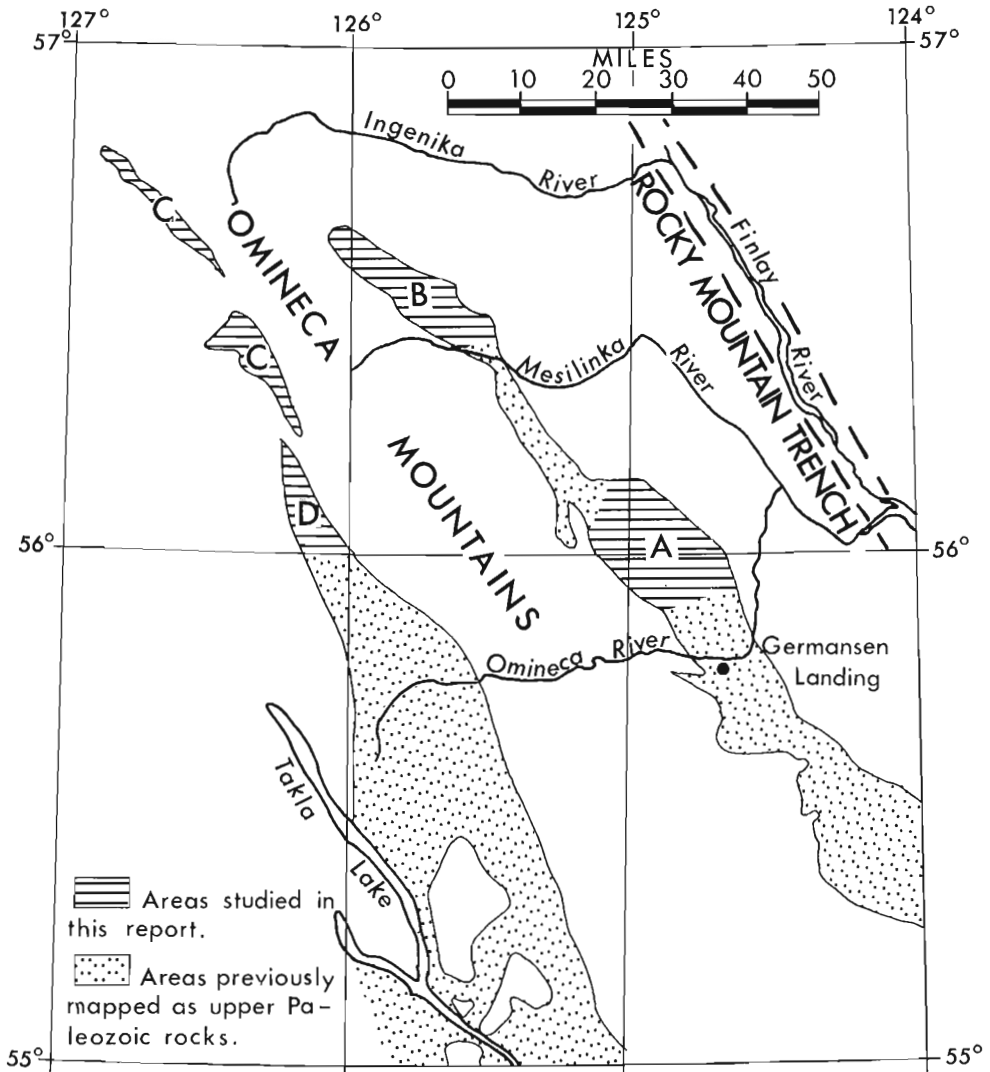 127°
126°
125°
124°
57°
57°
MILES
0 10 20 30 40 50
Ingenika River
ROCKY MOUNTAIN TRENCH
Finlay River
C
OMINECA
B
C
Mesilinka River
MOUNTAINS
D
A
56°
56°
Omineca River
Germansen
Landing
Takla Lake
Areas studied in
this report.
Areas previously
mapped as upper Pa-
leozoic rocks.
55°
55°